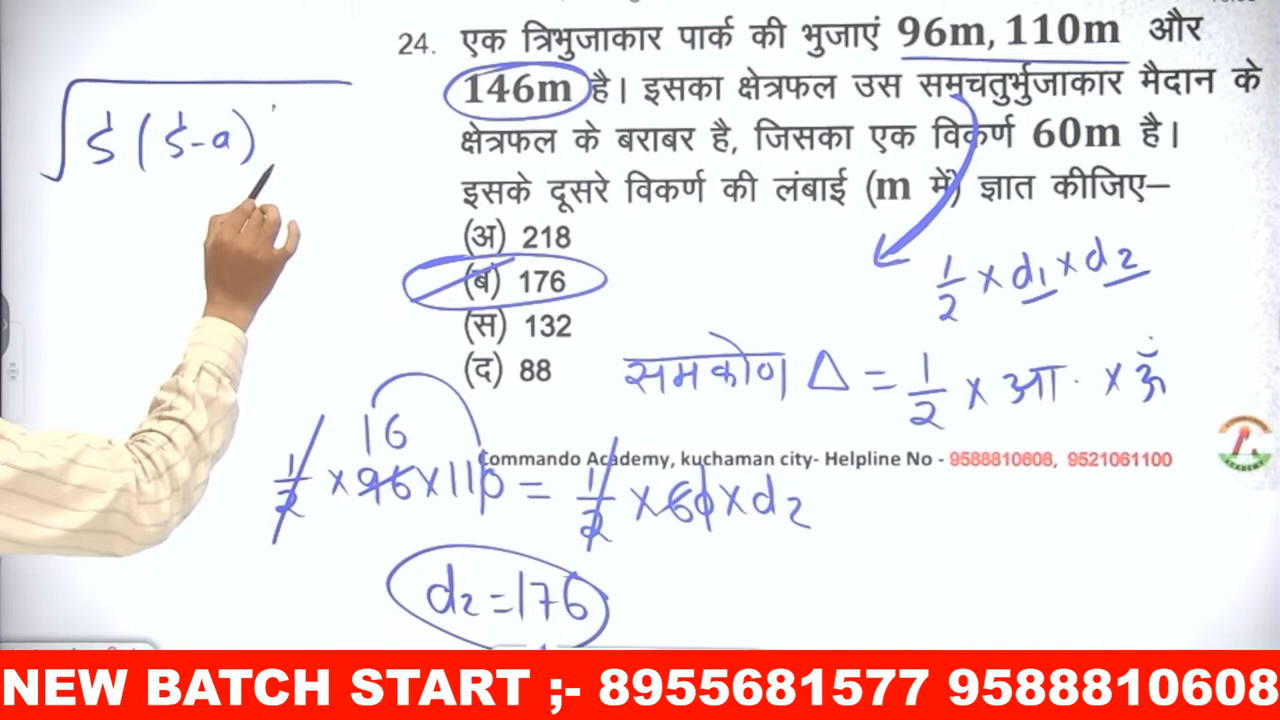 24. एक त्रिभुजाकार पार्क की भुजाएं 96m, 110m और
146m है। इसका क्षेत्रफल उस समचतुर्भुजाकार मैदान के
क्षेत्रफल के बराबर है, जिसका एक विकर्ण 60m है।
इसके दूसरे विकर्ण की लंबाई (m में) ज्ञात कीजिए–
(अ) 218
(ब) 176
(स) 132
(द) 88
√s(s-a)
1/2 × d1 × d2
समकोण Δ = 1/2 × आ. × ऊँ
16
1/2 × 96 × 110 = 1/2 × 60 × d2
d2 = 176
Commando Academy, kuchaman city- Helpline No - 9588810608, 9521061100
ACADEMY
NEW BATCH START ;- 8955681577 9588810608